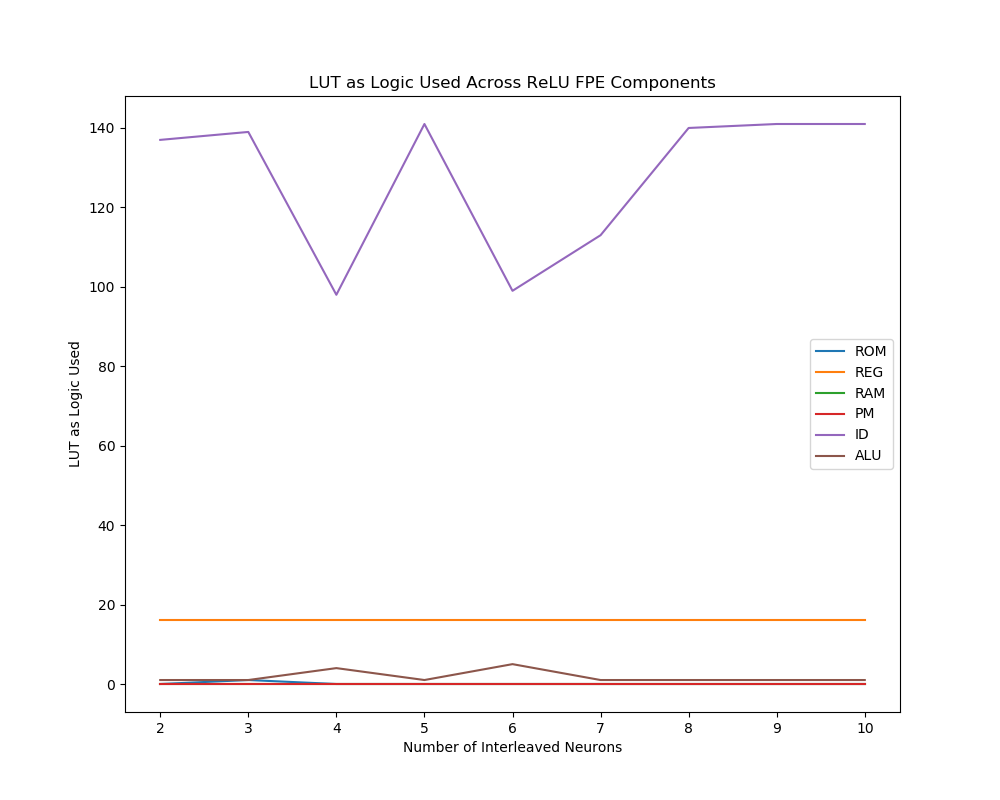 LUT as Logic Used Across ReLU FPE Components
LUT as Logic Used
140
120
100
80
60
40
20
0
ROM
REG
RAM
PM
ID
ALU
2 3 4 5 6 7 8 9 10
Number of Interleaved Neurons